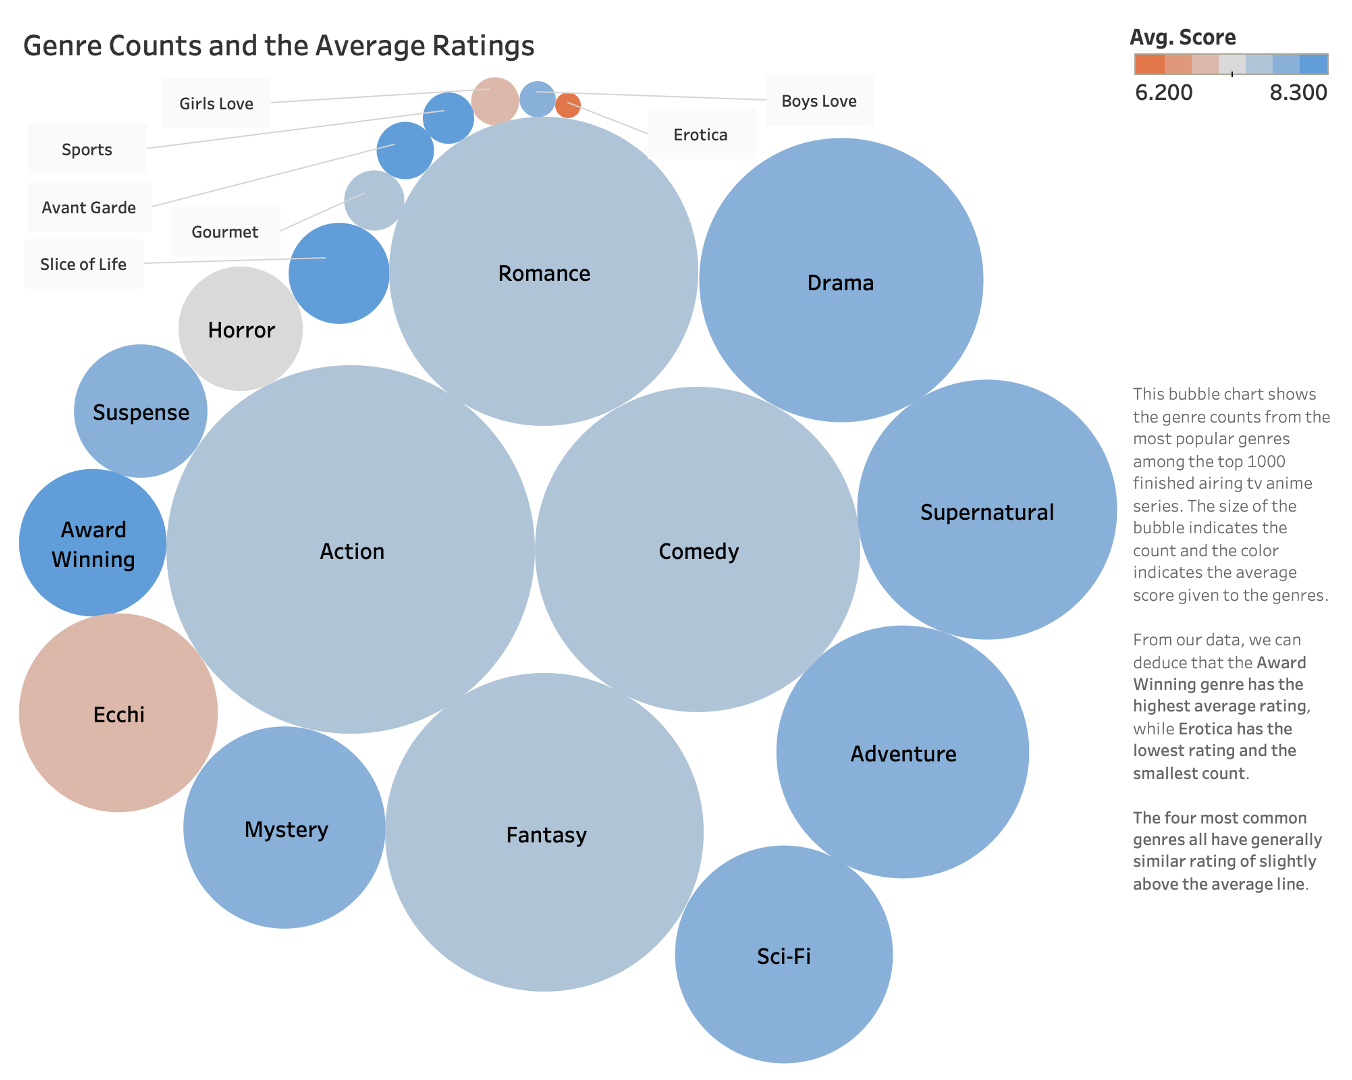 Genre Counts and the Average Ratings
Avg. Score
6.200 8.300
Girls Love
Boys Love
Erotica
Sports
Avant Garde
Gourmet
Slice of Life
Romance
Drama
Horror
Suspense
Award
Winning
Action
Comedy
Supernatural
Ecchi
Mystery
Fantasy
Adventure
Sci-Fi
This bubble chart shows
the genre counts from the
most popular genres
among the top 1000
finished airing tv anime
series. The size of the
bubble indicates the
count and the color
indicates the average
score given to the genres.
From our data, we can
deduce that the Award
Winning genre has the
highest average rating,
while Erotica has the
lowest rating and the
smallest count.
The four most common
genres all have generally
similar rating of slightly
above the average line.